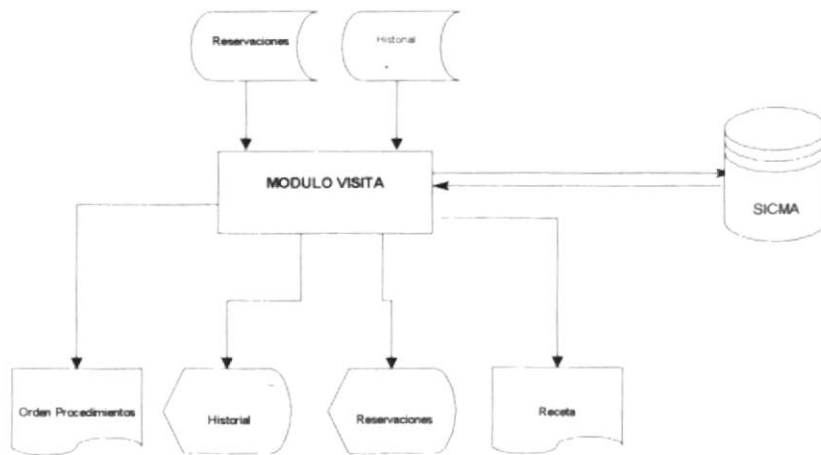 Reservaciones
Historial
MODULO VISITA
SICMA
Orden Procedimientos
Historial
Reservaciones
Receta